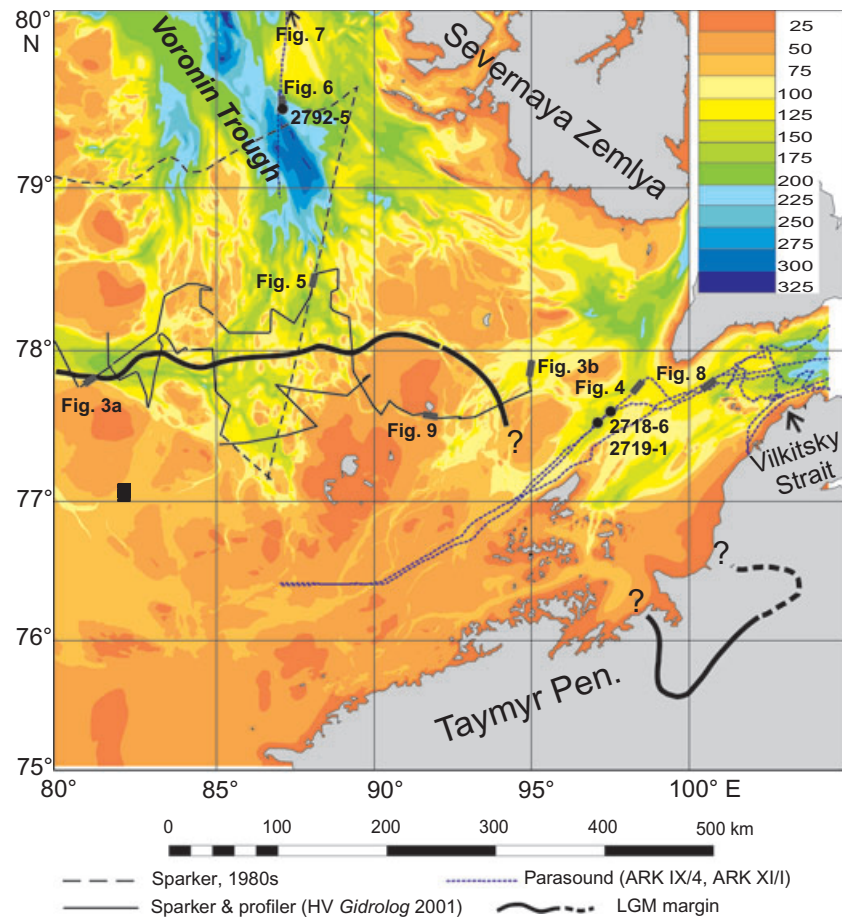 80°
N
Fig. 7
Voronin Trough
Fig. 6
2792-5
Severnaya Zemlya
25
50
75
100
125
150
175
200
225
250
275
300
325
79°
Fig. 5
78°
Fig. 3a
Fig. 9
Fig. 3b
Fig. 4
Fig. 8
?
2718-6
2719-1
Vilkitsky
Strait
77°
?
?
76°
Taymyr Pen.
75°
80°
85°
90°
95°
100° E
0
100
200
300
400
500 km
Sparker, 1980s
Parasound (ARK IX/4, ARK XI/I)
Sparker & profiler (HV Gidrolog 2001)
LGM margin